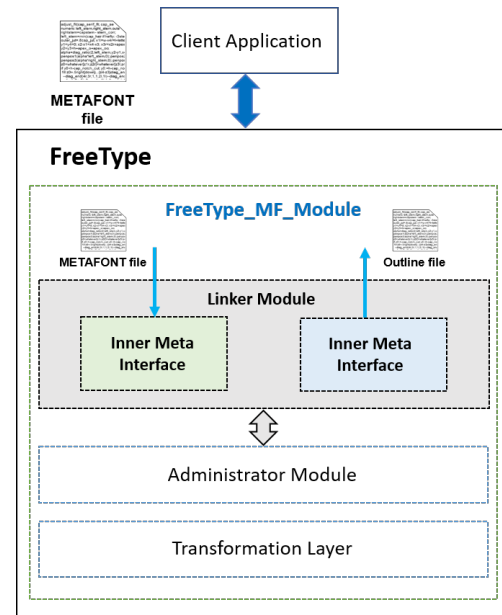 Client Application
METAFONT
file
FreeType
FreeType_MF_Module
METAFONT file
Outline file
Linker Module
Inner Meta
Interface
Inner Meta
Interface
Administrator Module
Transformation Layer